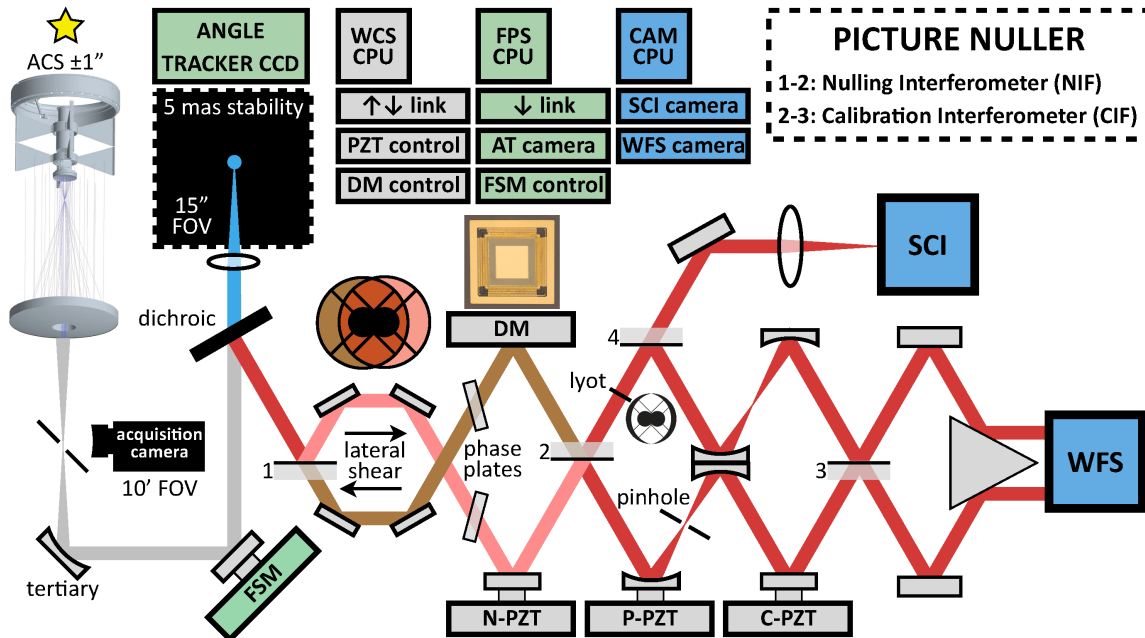 ACS ±1”
ANGLE
TRACKER CCD
5 mas stability
15”
FOV
WCS
CPU
↑↓ link
PZT control
DM control
FPS
CPU
↓ link
AT camera
FSM control
CAM
CPU
SCI camera
WFS camera
PICTURE NULLER
1-2: Nulling Interferometer (NIF)
2-3: Calibration Interferometer (CIF)
dichroic
DM
SCI
4
lyot
acquisition
camera
10’ FOV
1
lateral
shear
phase
plates
2
pinhole
3
WFS
tertiary
FSM
N-PZT
P-PZT
C-PZT